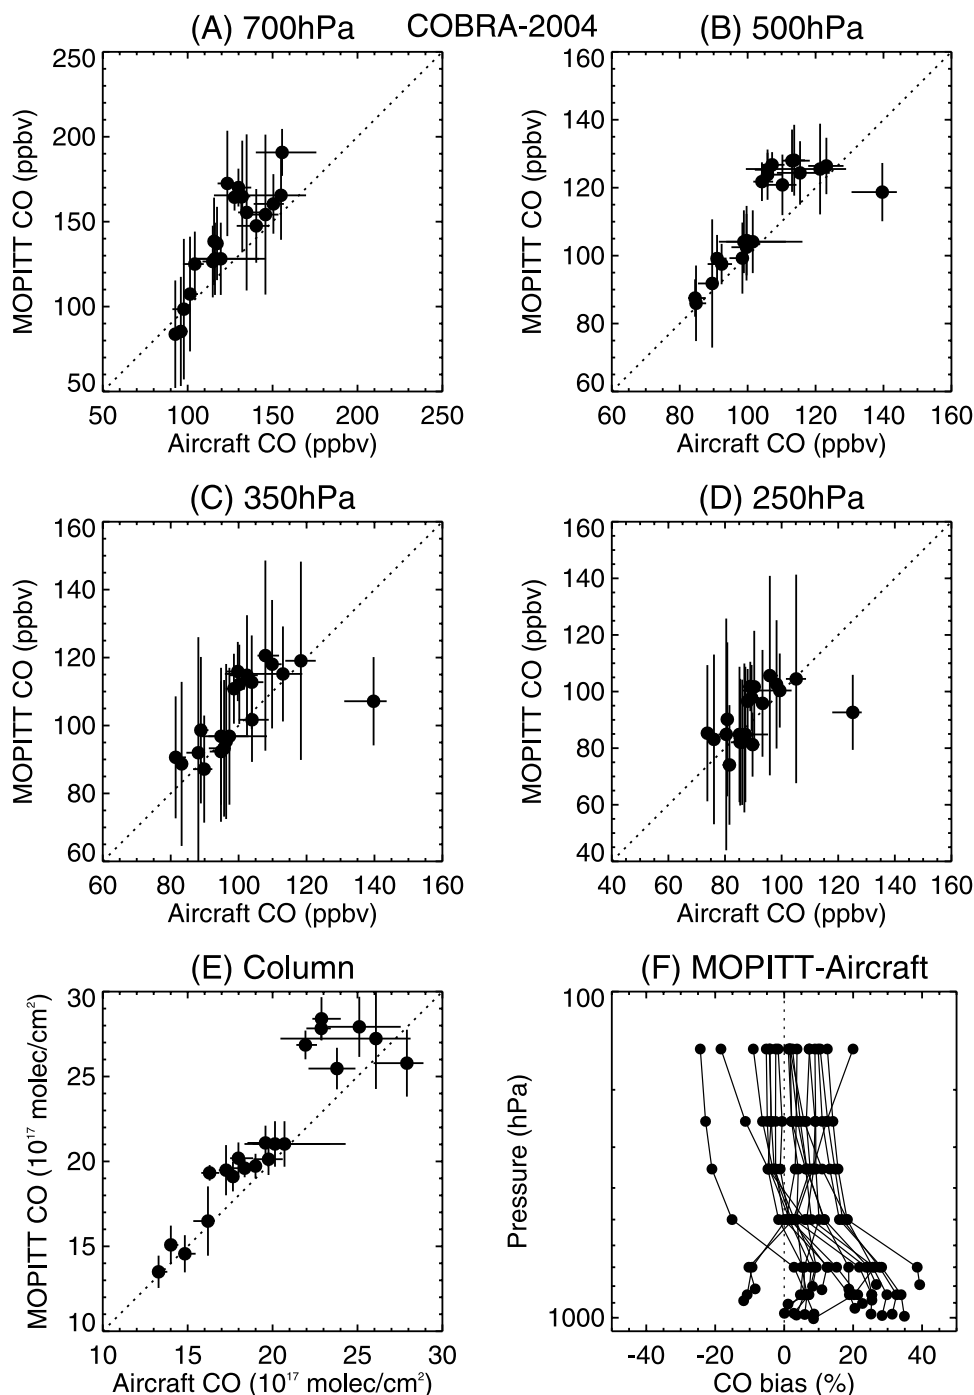 (A) 700hPa COBRA-2004 (B) 500hPa
250
200
150
100
50
MOPITT CO (ppbv)
50 100 150 200 250
Aircraft CO (ppbv)
160
140
120
100
80
60
MOPITT CO (ppbv)
60 80 100 120 140 160
Aircraft CO (ppbv)
(C) 350hPa
160
140
120
100
80
60
MOPITT CO (ppbv)
60 80 100 120 140 160
Aircraft CO (ppbv)
(D) 250hPa
160
140
120
100
80
60
40
MOPITT CO (ppbv)
40 60 80 100 120 140 160
Aircraft CO (ppbv)
(E) Column
30
25
20
15
10
MOPITT CO (10¹⁷ molec/cm²)
10 15 20 25 30
Aircraft CO (10¹⁷ molec/cm²)
(F) MOPITT-Aircraft
100
1000
Pressure (hPa)
-40 -20 0 20 40
CO bias (%)